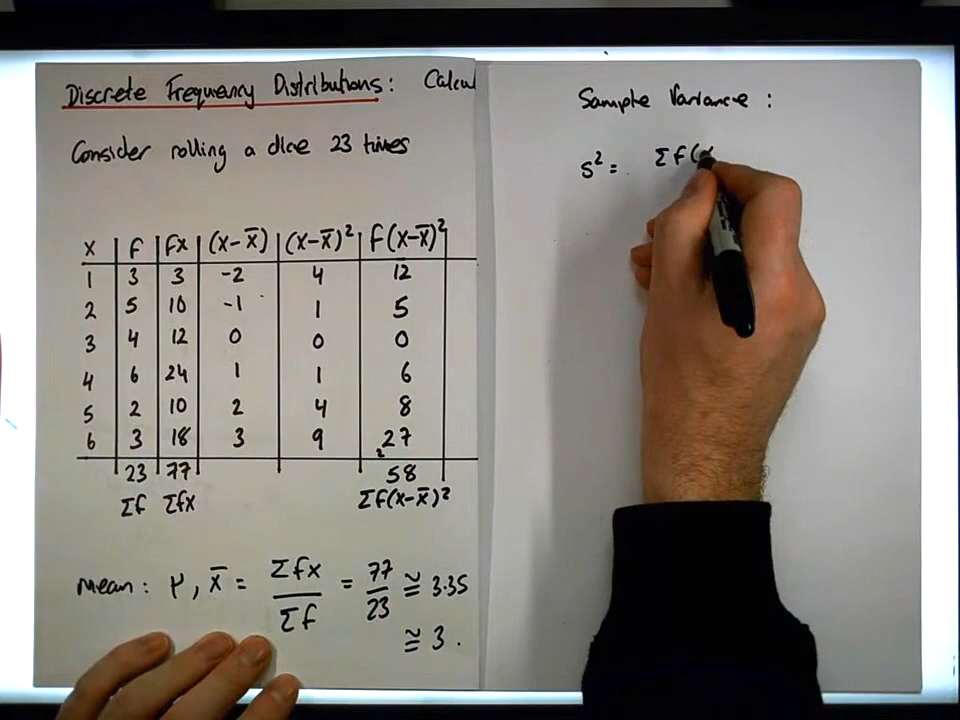 Discrete Frequency Distributions: Calcul
Consider rolling a dice 23 times
x | f | fx | (x-x̄) | (x-x̄)² | f(x-x̄)²
1 | 3 | 3 | -2 | 4 | 12
2 | 5 | 10 | -1 | 1 | 5
3 | 4 | 12 | 0 | 0 | 0
4 | 6 | 24 | 1 | 1 | 6
5 | 2 | 10 | 2 | 4 | 8
6 | 3 | 18 | 3 | 9 | 27
2
23 | 77 | 58
Σf Σfx Σf(x-x̄)²
mean: μ, x̄ = Σfx / Σf = 77 / 23 ≅ 3.35
≅ 3.
Sample Variance:
s² = Σf(x